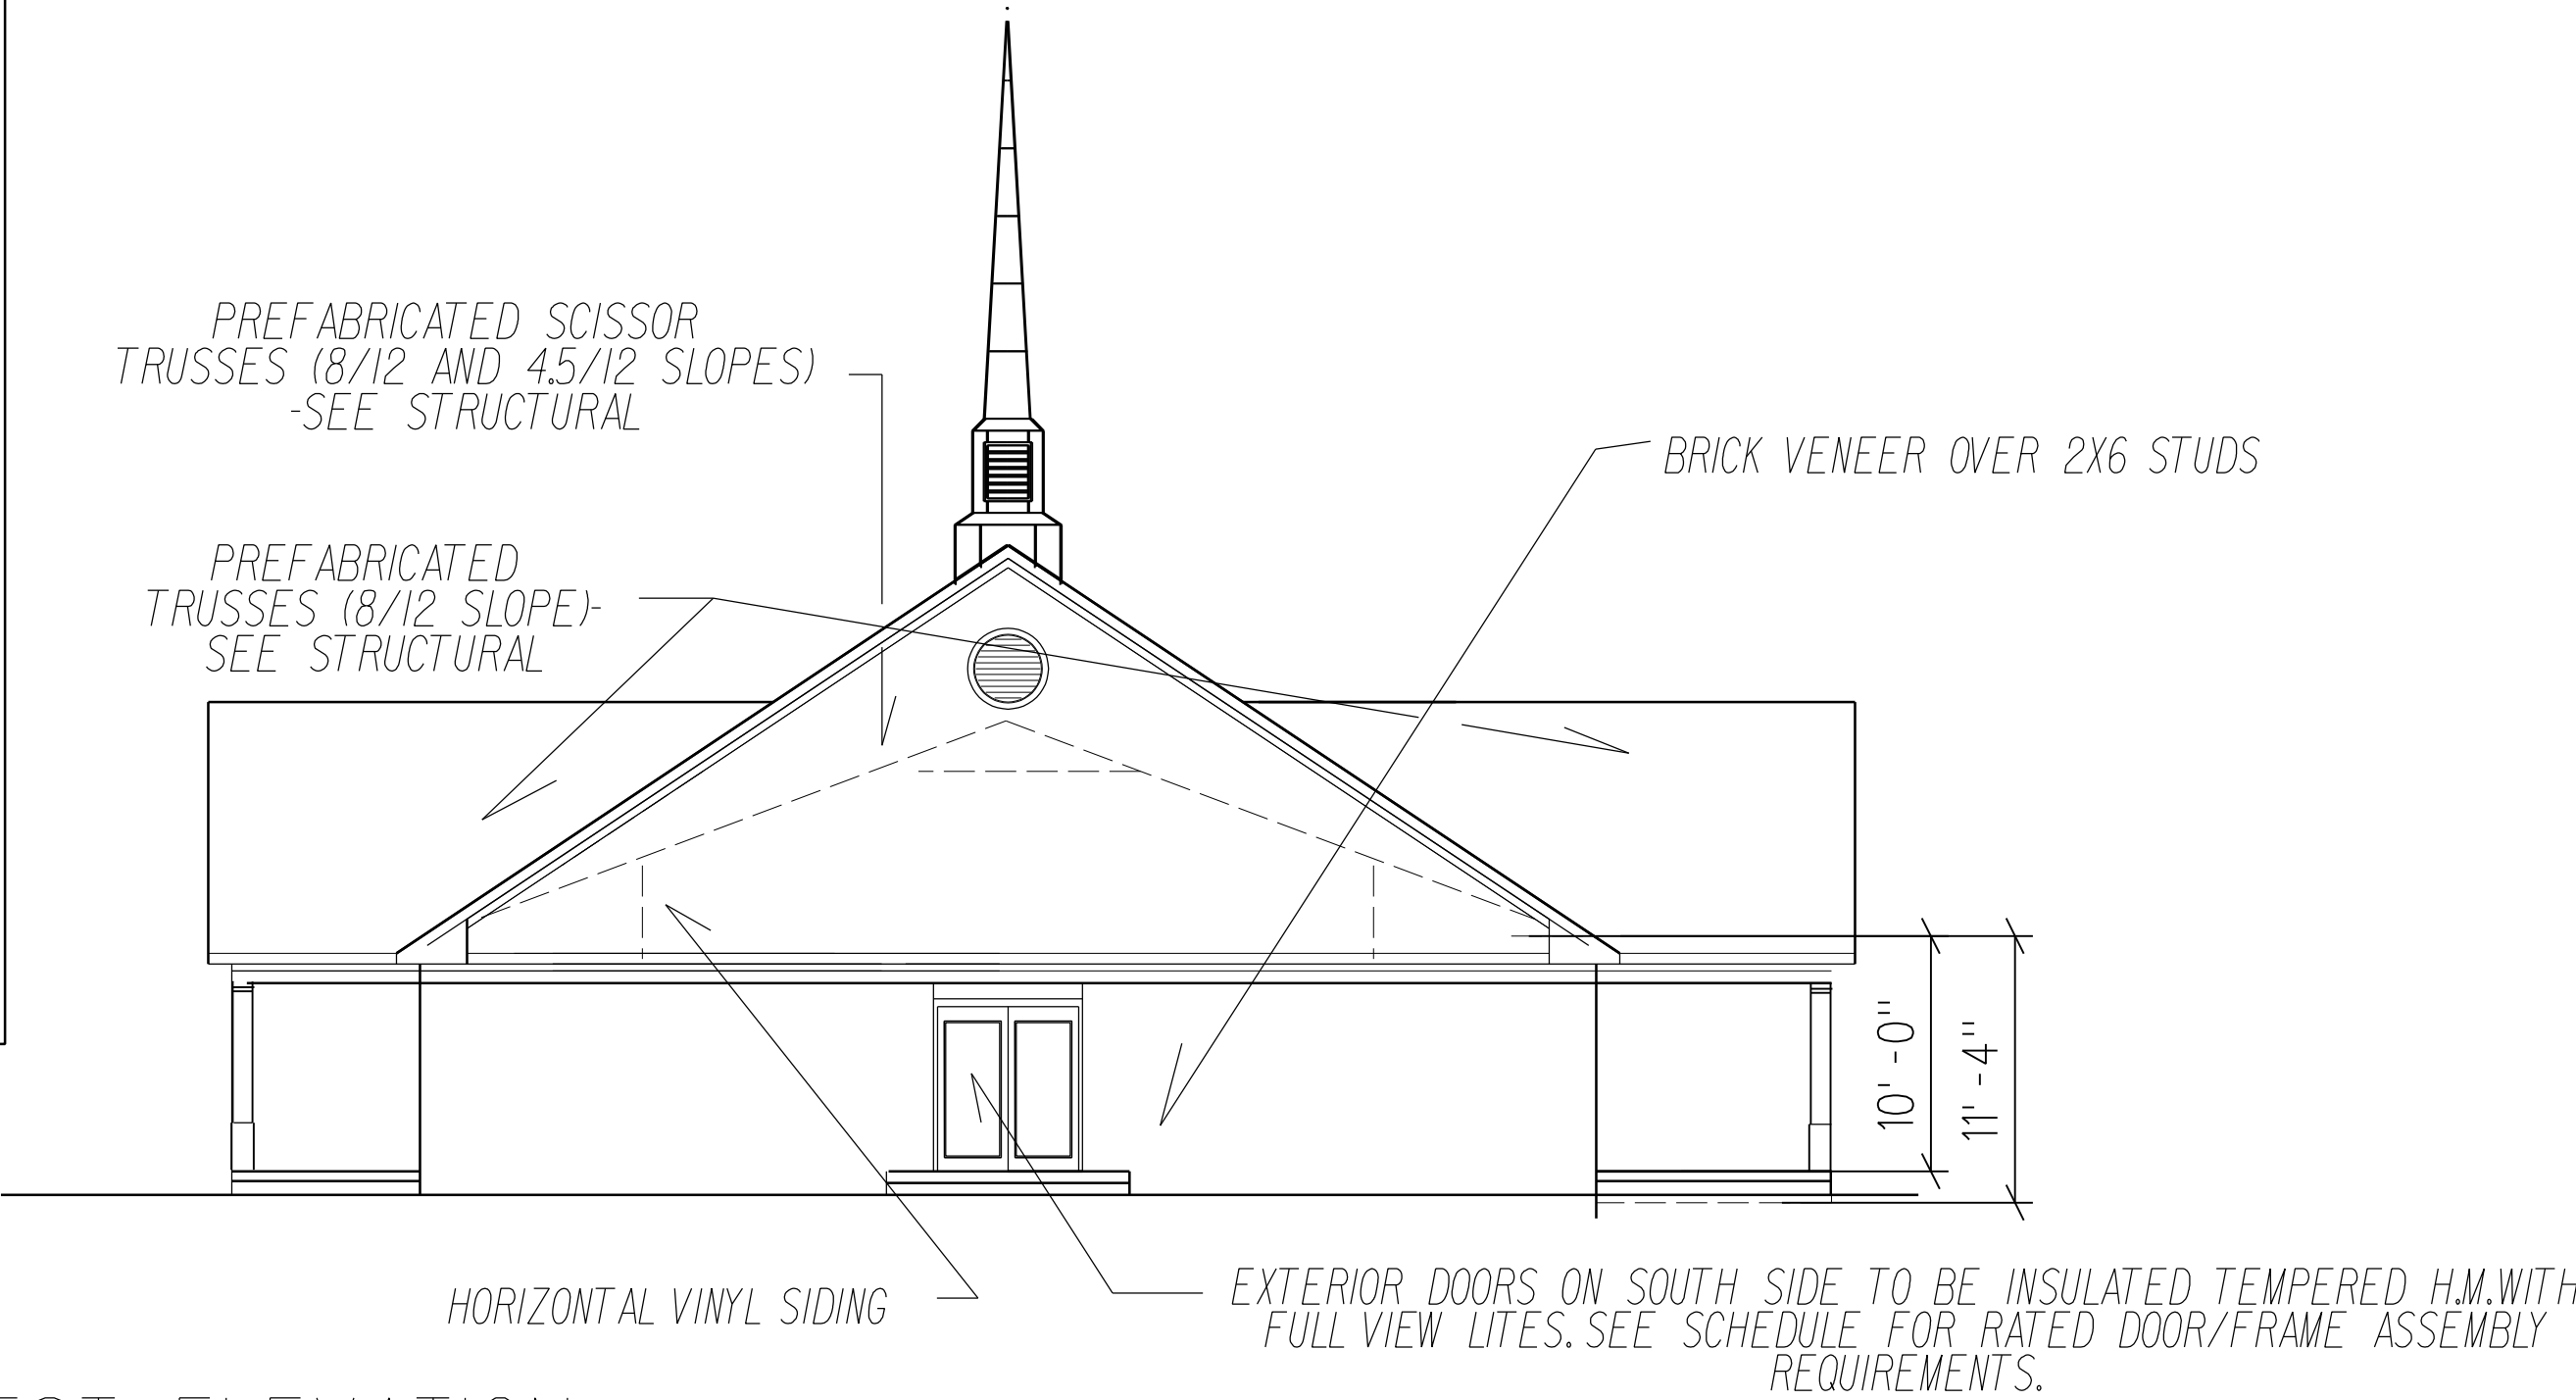 PREFABRICATED SCISSOR
TRUSSES (8/12 AND 4.5/12 SLOPES)
-SEE STRUCTURAL
BRICK VENEER OVER 2X6 STUDS
PREFABRICATED
TRUSSES (8/12 SLOPE)-
SEE STRUCTURAL
10'-0"
11'-4"
HORIZONTAL VINYL SIDING
EXTERIOR DOORS ON SOUTH SIDE TO BE INSULATED TEMPERED H.M. WITH
FULL VIEW LITES. SEE SCHEDULE FOR RATED DOOR/FRAME ASSEMBLY
REQUIREMENTS.
ELEVATION